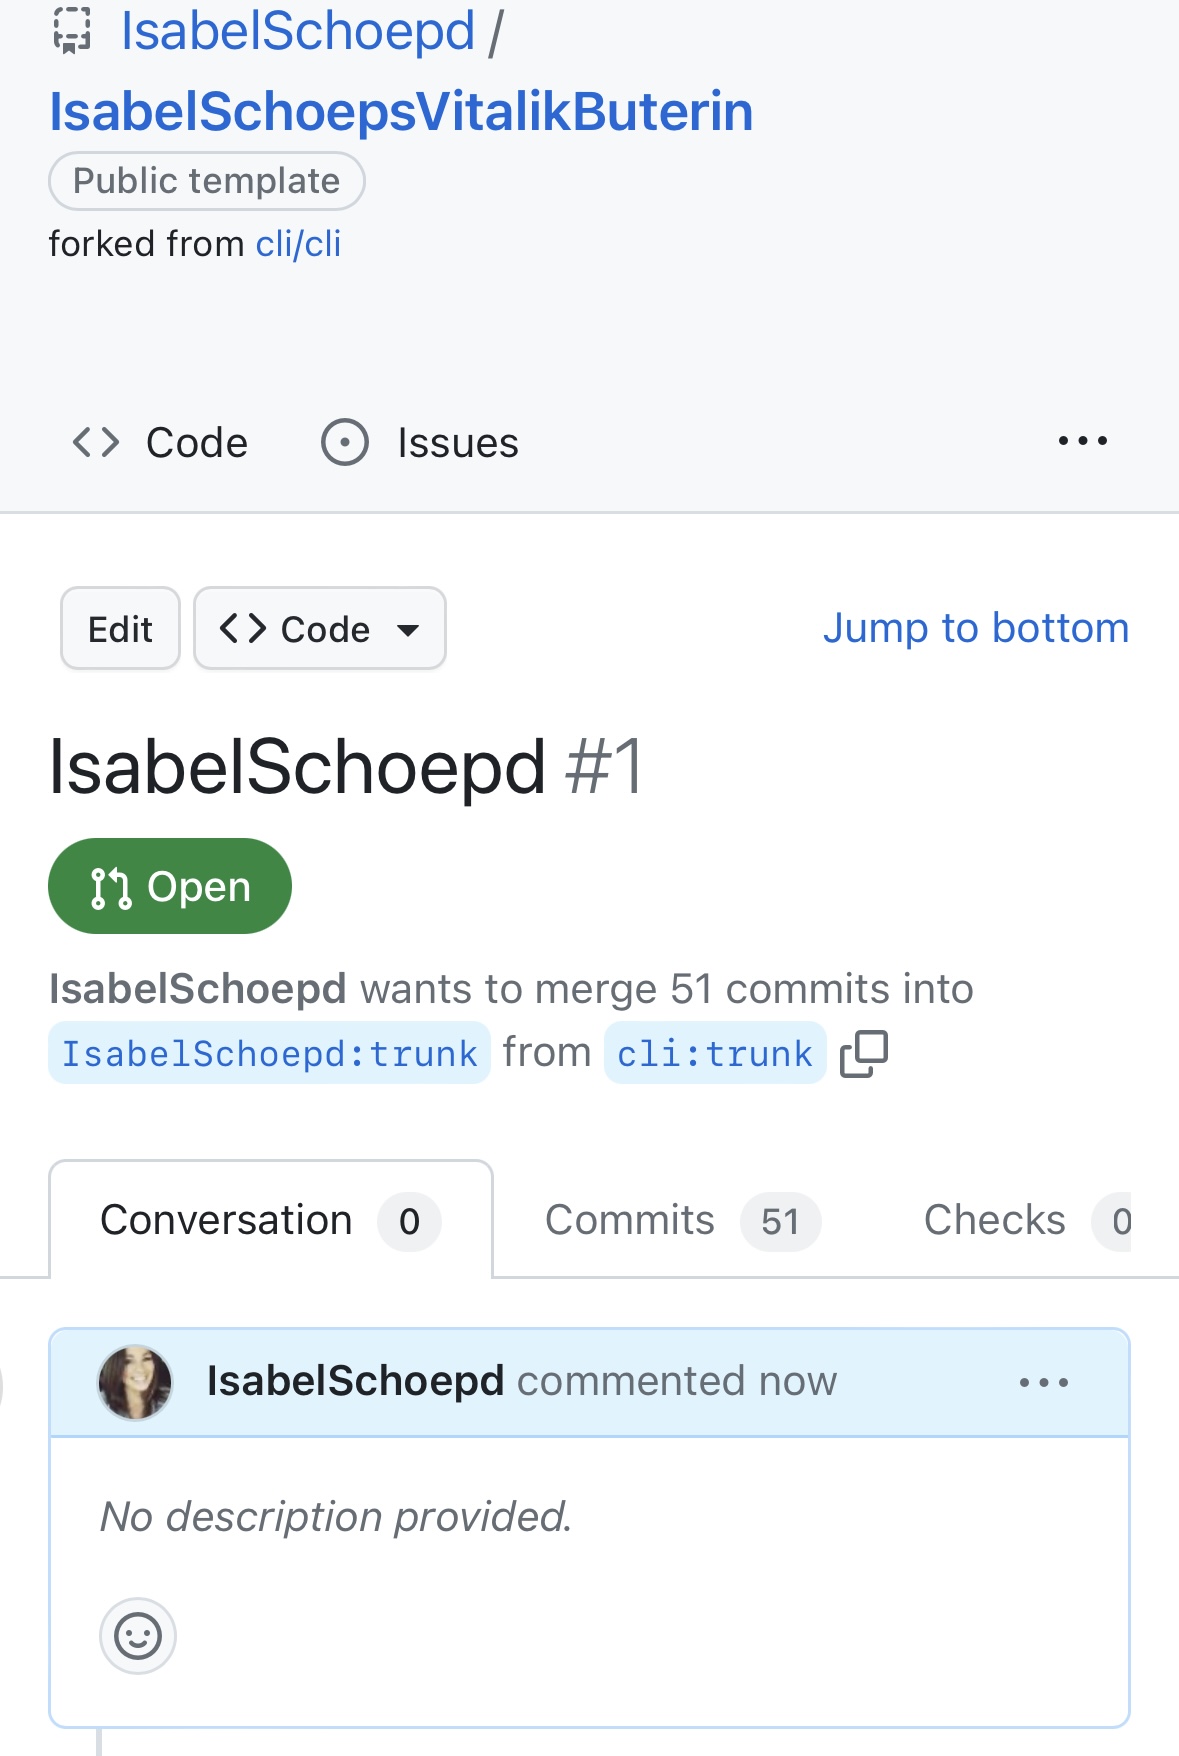 IsabelSchoepd /
IsabelSchoepsVitalikButerin
Public template
forked from cli/cli
Code Issues
Edit Code Jump to bottom
IsabelSchoepd #1
Open
IsabelSchoepd wants to merge 51 commits into
IsabelSchoepd:trunk from cli:trunk
Conversation 0 Commits 51 Checks 0
IsabelSchoepd commented now
No description provided.